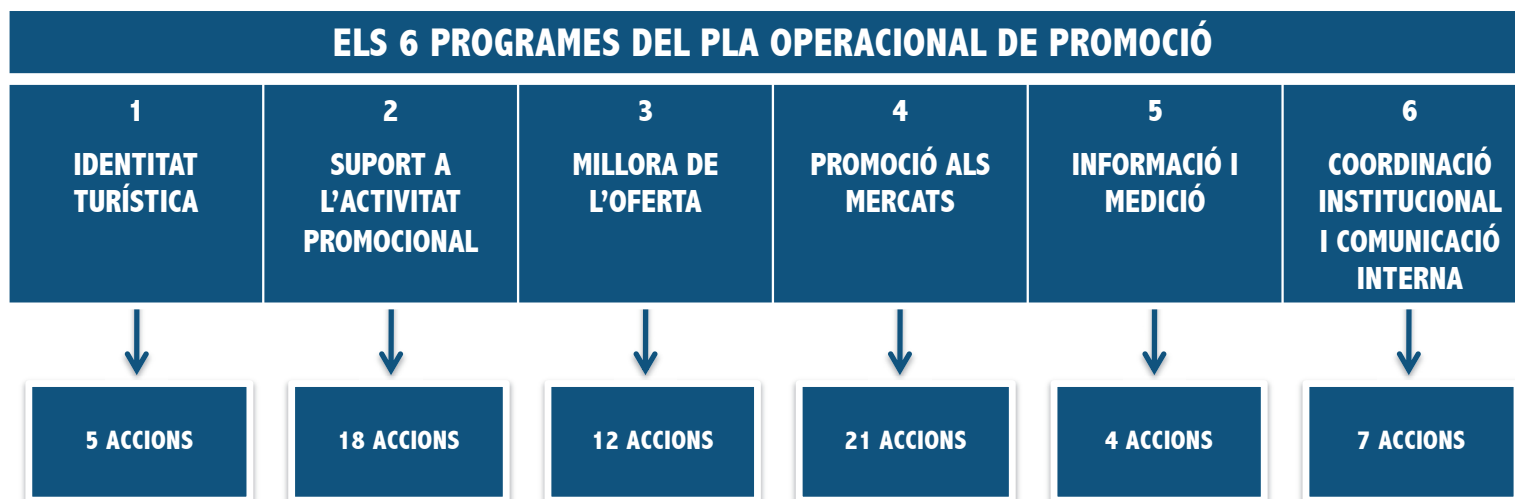 ELS 6 PROGRAMES DEL PLA OPERACIONAL DE PROMOCIÓ
1
IDENTITAT
TURÍSTICA
2
SUPORT A
L'ACTIVITAT
PROMOCIONAL
3
MILLORA DE
L'OFERTA
4
PROMOCIÓ ALS
MERCATS
5
INFORMACIÓ I
MEDICIÓ
6
COORDINACIÓ
INSTITUCIONAL
I COMUNICACIÓ
INTERNA
5 ACCIONS
18 ACCIONS
12 ACCIONS
21 ACCIONS
4 ACCIONS
7 ACCIONS